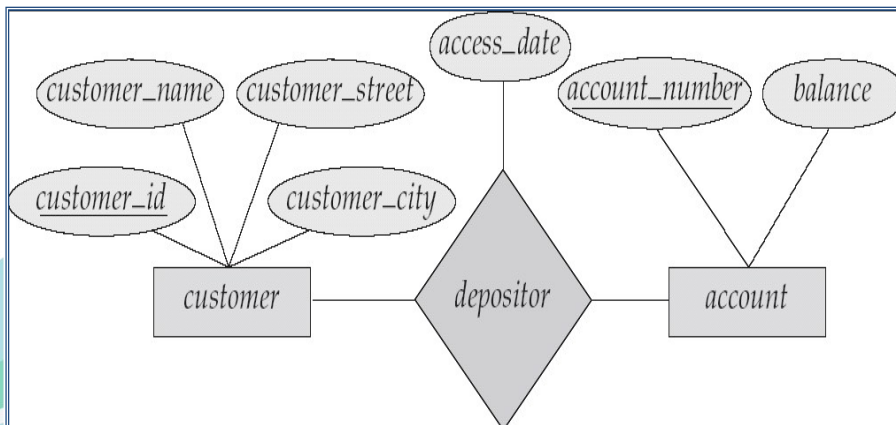 access_date
customer_name
customer_street
account_number
balance
customer_id
customer_city
customer
depositor
account